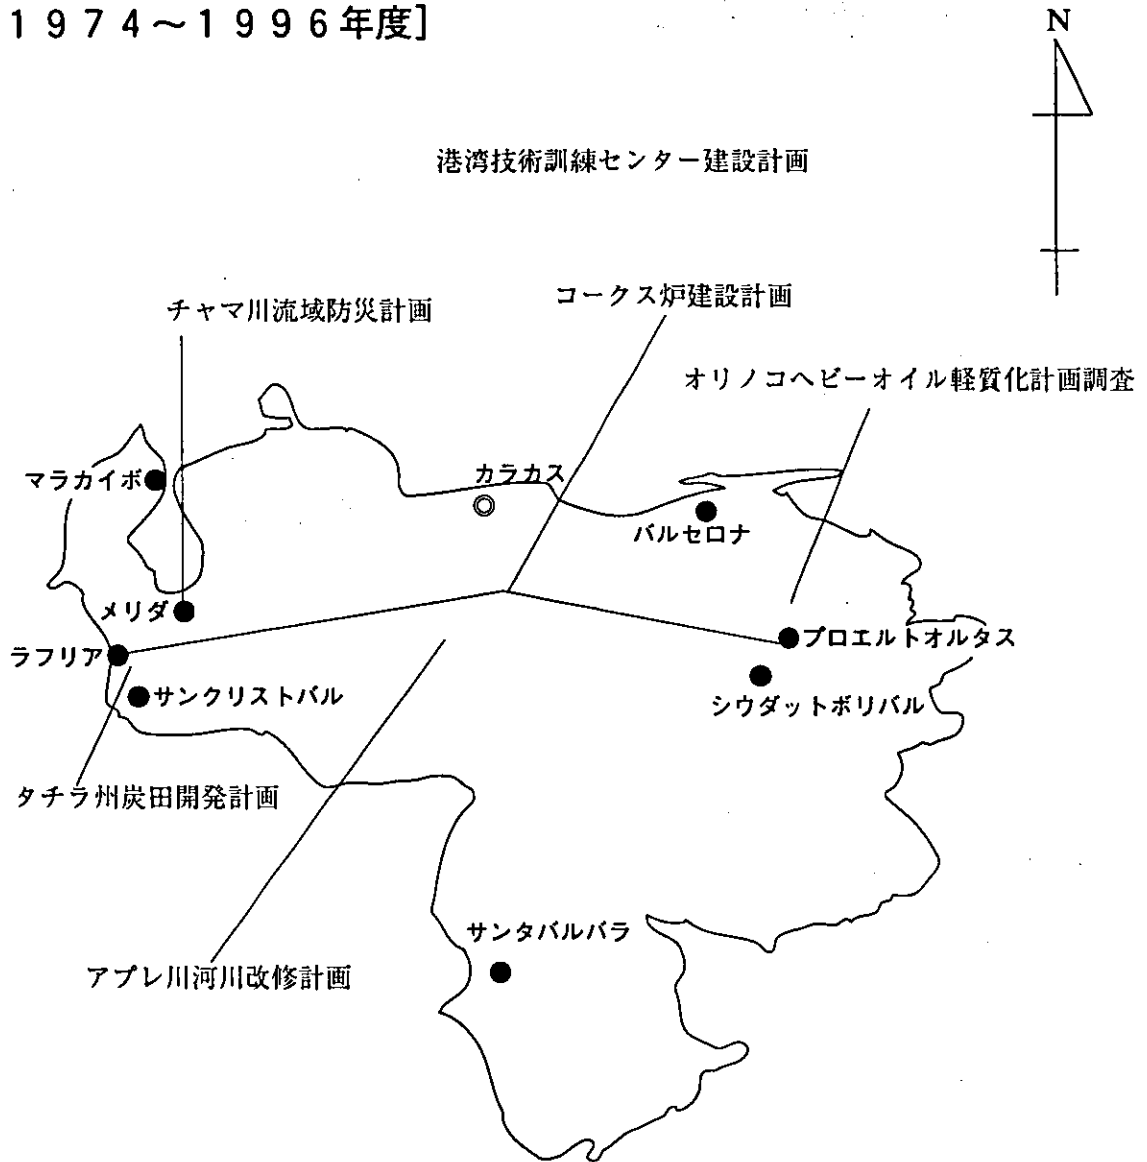 1974～1996年度]
N
港湾技術訓練センター建設計画
コークス炉建設計画
チャマ川流域防災計画
オリノコヘビーオイル軽質化計画調査
マラカイボ
カラカス
バルセロナ
メリダ
ラフリア
プロエルトオルタス
サンクリストバル
シウダットボリバル
タチラ州炭田開発計画
サンタバルバラ
アプレ川河川改修計画